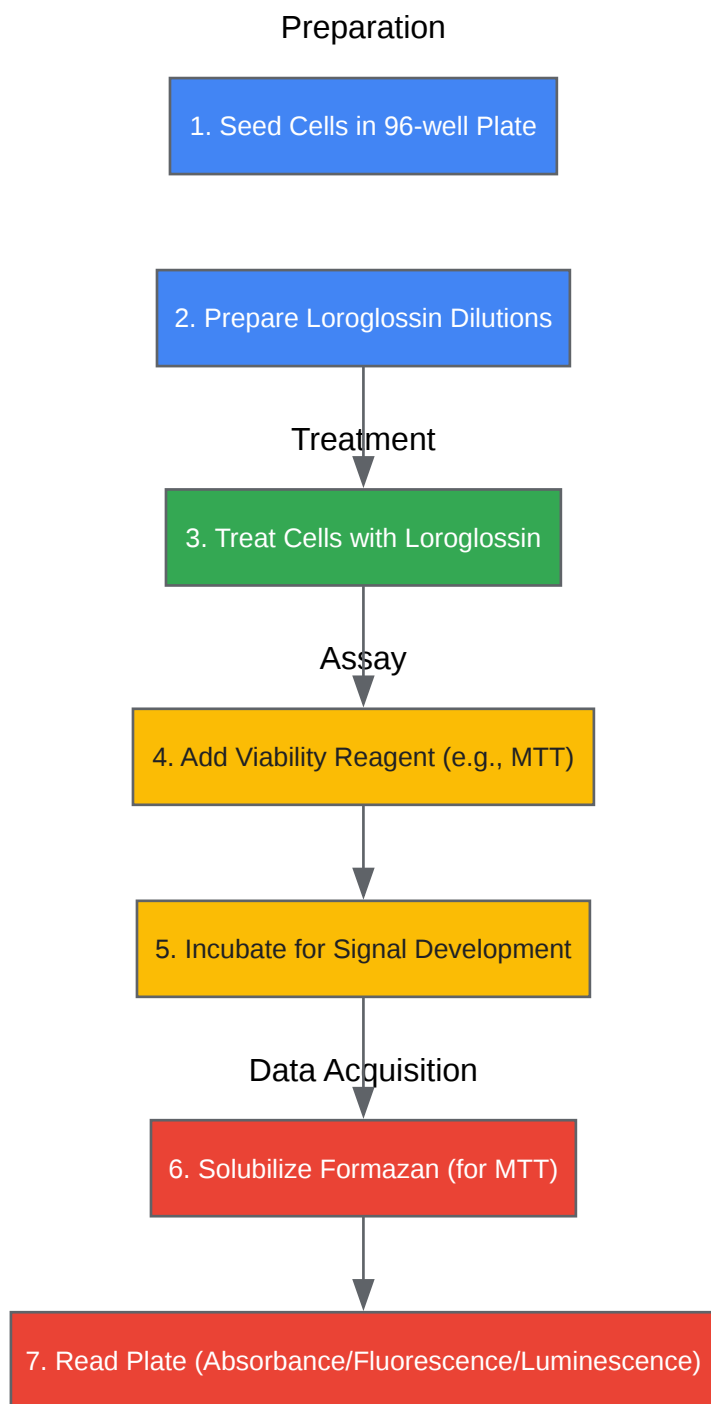 Preparation
1. Seed Cells in 96-well Plate
2. Prepare Loroglossin Dilutions
Treatment
3. Treat Cells with Loroglossin
Assay
4. Add Viability Reagent (e.g., MTT)
5. Incubate for Signal Development
Data Acquisition
6. Solubilize Formazan (for MTT)
7. Read Plate (Absorbance/Fluorescence/Luminescence)